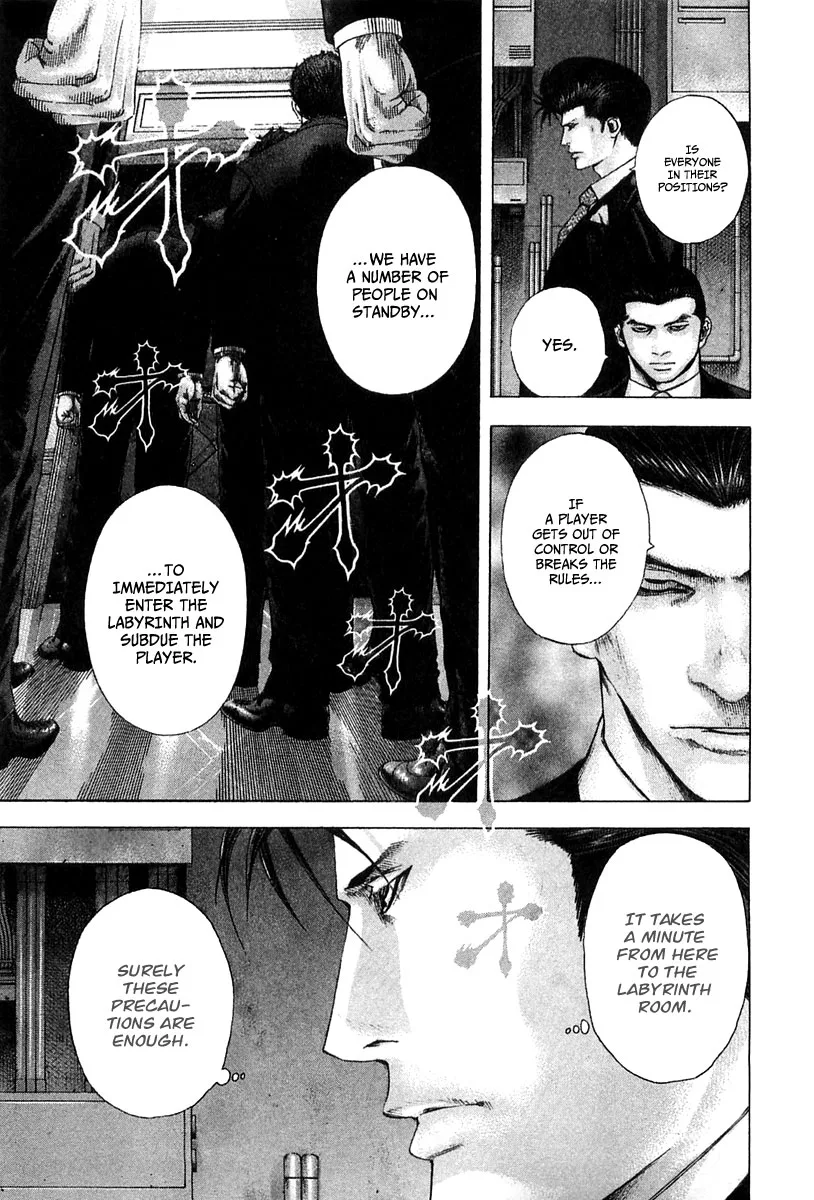 IS
EVERYONE
IN THEIR
POSITIONS?
YES.
IF
A PLAYER
GETS OUT OF
CONTROL OR
BREAKS THE
RULES...
...WE HAVE
A NUMBER OF
PEOPLE ON
STANDBY...
...TO
IMMEDIATELY
ENTER THE
LABYRINTH AND
SUBDUE THE
PLAYER.
IT TAKES
A MINUTE
FROM HERE
TO THE
LABYRINTH
ROOM.
SURELY
THESE
PRECAU-
TIONS ARE
ENOUGH.